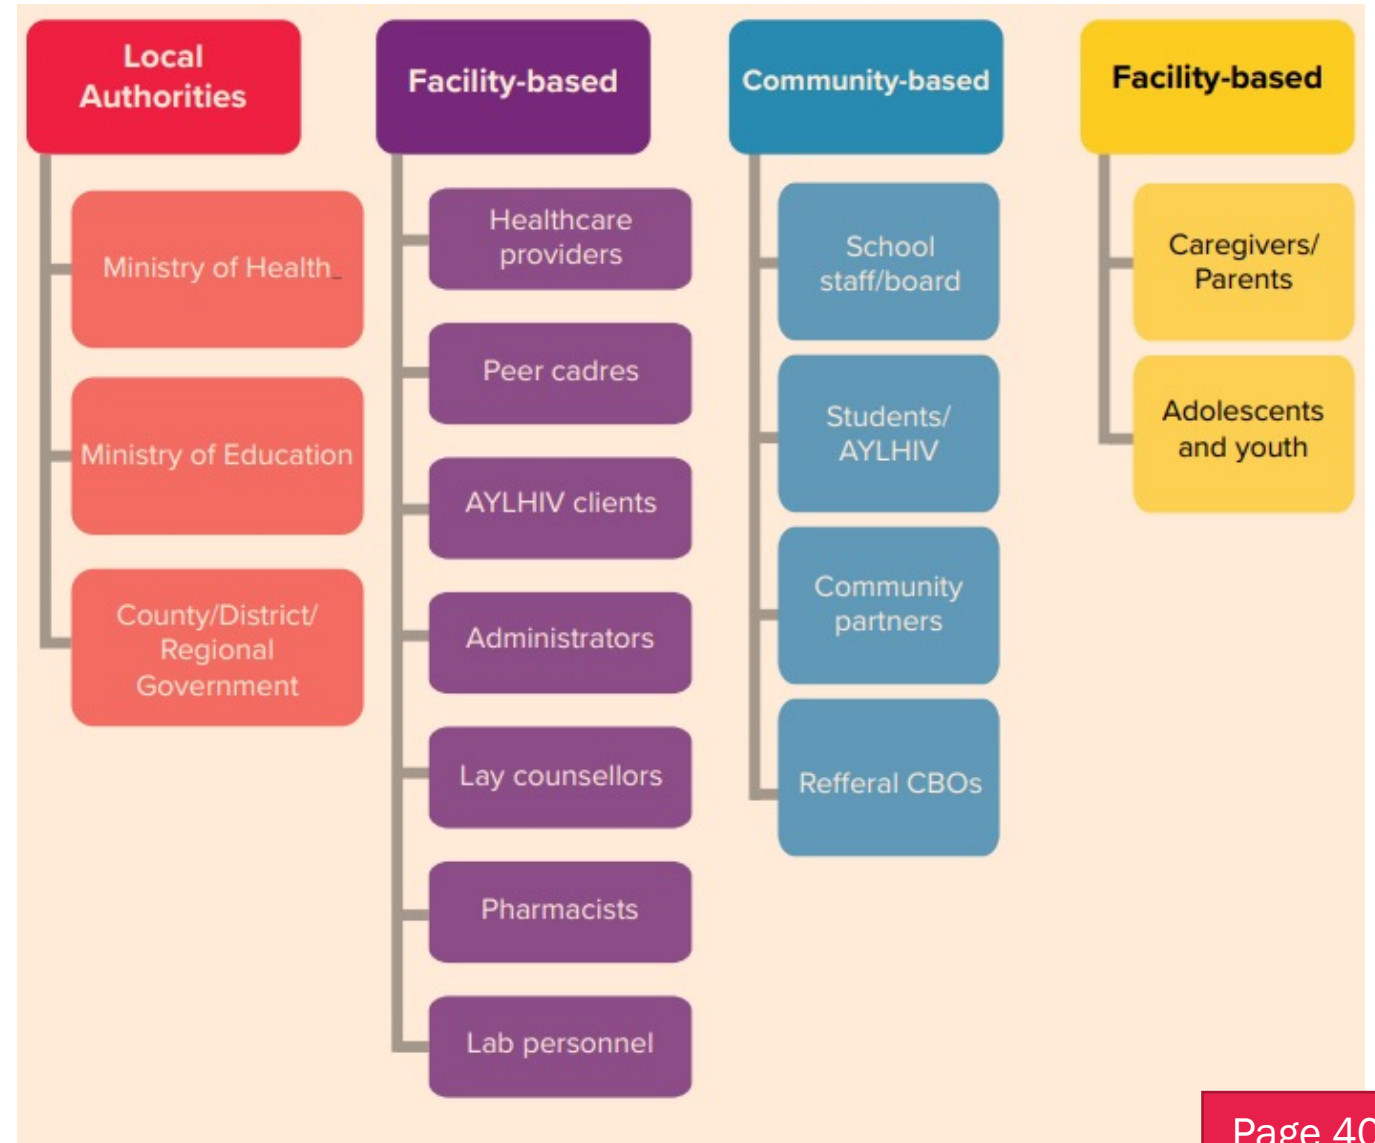 Local
Authorities
Ministry of Health_
Ministry of Education
County/District/
Regional
Government
Facility-based
Healthcare
providers
Peer cadres
AYLHIV clients
Administrators
Lay counsellors
Pharmacists
Lab personnel
Community-based
School
staff/board
Students/
AYLHIV
Community
partners
Refferal CBOs
Facility-based
Caregivers/
Parents
Adolescents
and youth
Page 40